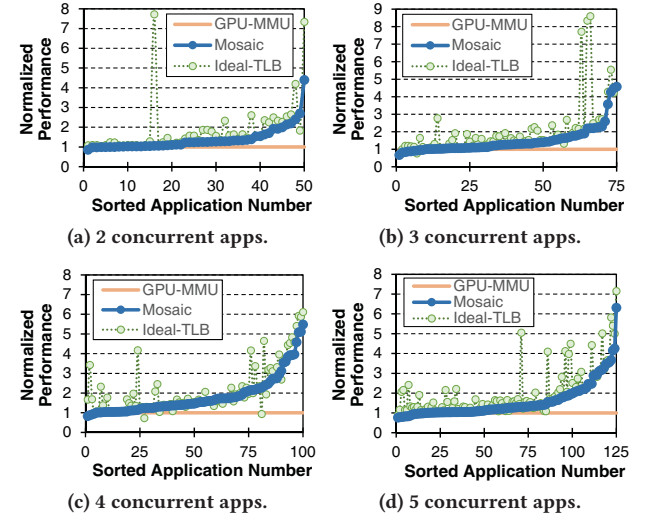 8
7
6
5
4
3
2
1
0
Normalized
Performance
GPU-MMU
Mosaic
Ideal-TLB
0 10 20 30 40 50
Sorted Application Number
(a) 2 concurrent apps.
9
8
7
6
5
4
3
2
1
0
Normalized
Performance
GPU-MMU
Mosaic
Ideal-TLB
0 25 50 75
Sorted Application Number
(b) 3 concurrent apps.
8
7
6
5
4
3
2
1
0
Normalized
Performance
GPU-MMU
Mosaic
Ideal-TLB
0 25 50 75 100
Sorted Application Number
(c) 4 concurrent apps.
8
7
6
5
4
3
2
1
0
Normalized
Performance
GPU-MMU
Mosaic
Ideal-TLB
0 25 50 75 100 125
Sorted Application Number
(d) 5 concurrent apps.